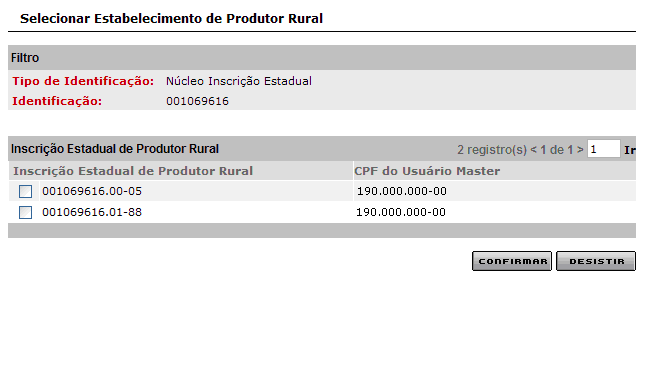 Selecionar Estabelecimento de Produtor Rural
Filtro
Tipo de Identificação: Núcleo Inscrição Estadual
Identificação: 001069616
Inscrição Estadual de Produtor Rural 2 registro(s) < 1 de 1 > 1 Ir
Inscrição Estadual de Produtor Rural CPF do Usuário Master
001069616.00-05 190.000.000-00
001069616.01-88 190.000.000-00
CONFIRMAR DESISTIR